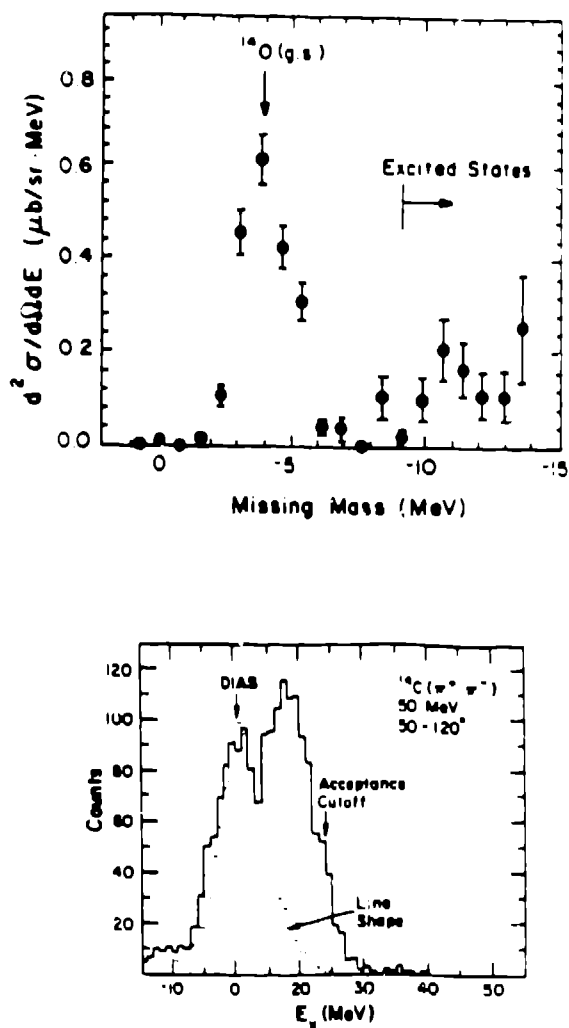 ¹⁴O (g.s.)
Excited States
d² σ/dΩdE (μb/sr·MeV)
0.8
0.6
0.4
0.2
0.0
0 -5 -10 -15
Missing Mass (MeV)
¹⁴C (π⁺ π⁻)
50 MeV
50-120°
DIAS
Acceptance
Cutoff
Line
Shape
Counts
120
100
80
60
40
20
-10 0 10 20 30 40 50
Eₓ (MeV)